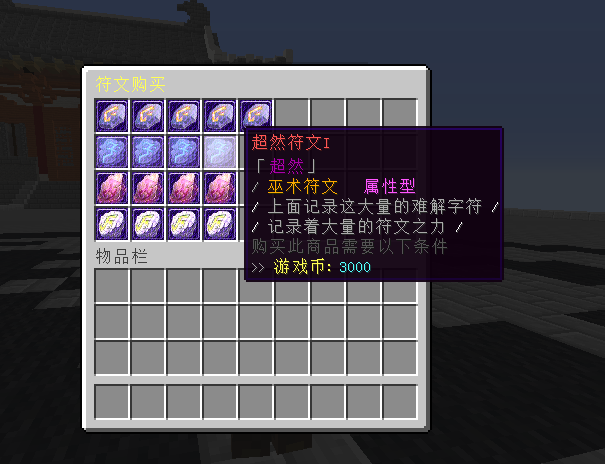 符文购买
超然符文I
「超然」
/ 巫术符文 属性型
/ 上面记录这大量的难解字符 /
/ 记录着大量的符文之力 /
购买此商品需要以下条件
>> 游戏币: 3000
物品栏